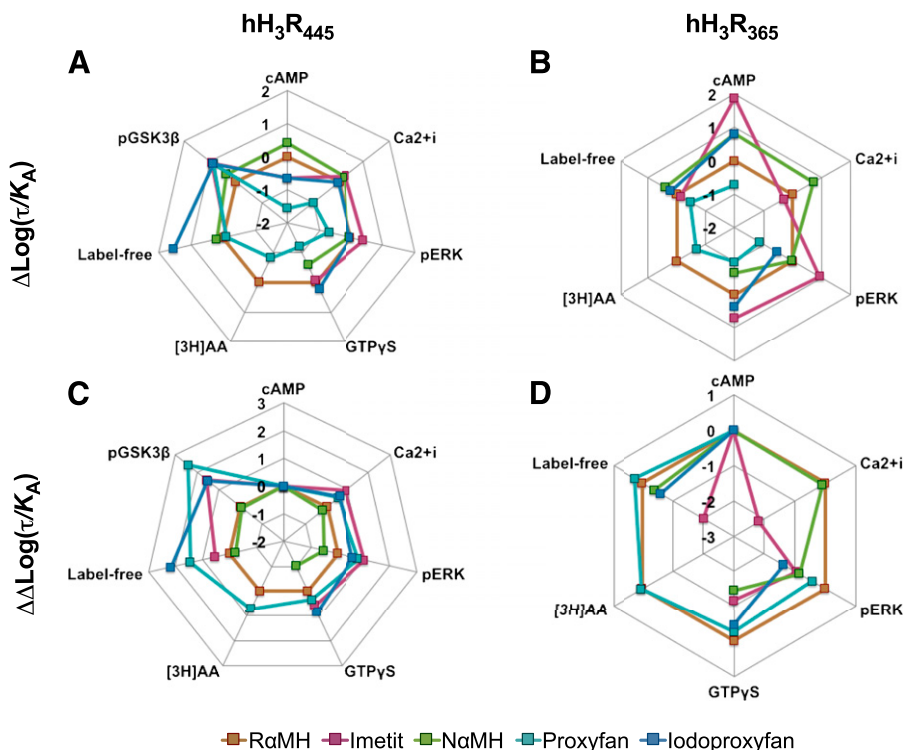 hH₃R₄₄₅ hH₃R₃₆₅
A B
cAMP cAMP
2 2
pGSK3β 1 Ca2+i 1
Label-free Ca2+i
0 0
-1 -1
-2 -2
ΔLog(τ/K_A)
Label-free pERK
[3H]AA pERK
[3H]AA GTPγS
C D
cAMP cAMP
3 1
pGSK3β 2 Ca2+i 0
Label-free Ca2+i
1 -1
0 -2
-1 -3
-2
ΔΔLog(τ/K_A)
Label-free pERK
[3H]AA pERK
[3H]AA GTPγS GTPγS
RαMH Imetit NαMH Proxyfan Iodoproxyfan